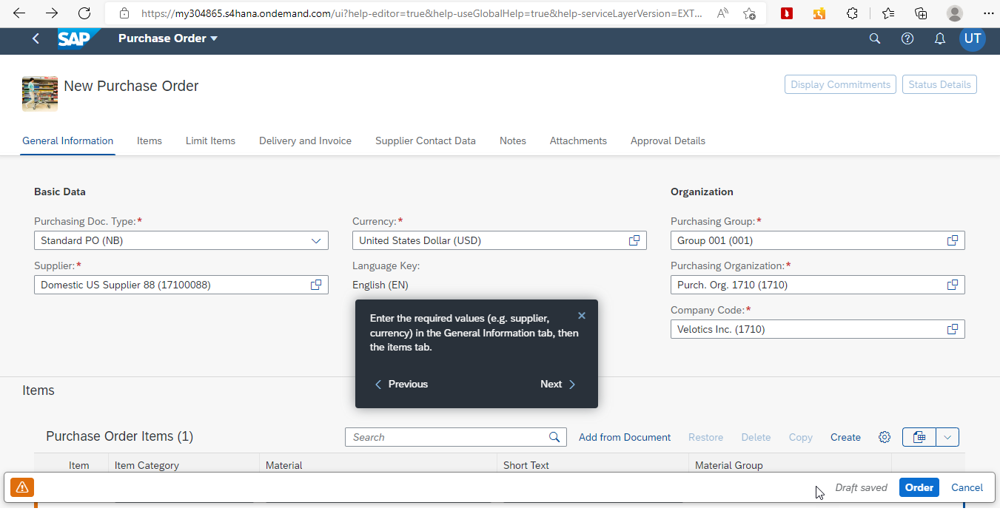 https://my304865.s4hana.ondemand.com/ui?help-editor=true&help-useGlobalHelp=true&help-serviceLayerVersion=EXT...
SAP Purchase Order UT
New Purchase Order Display Commitments Status Details
General Information Items Limit Items Delivery and Invoice Supplier Contact Data Notes Attachments Approval Details
Basic Data Organization
Purchasing Doc. Type:* Currency:* Purchasing Group:*
Standard PO (NB) United States Dollar (USD) Group 001 (001)
Supplier:* Language Key: Purchasing Organization:*
Domestic US Supplier 88 (17100088) English (EN) Purch. Org. 1710 (1710)
Company Code:*
Velotics Inc. (1710)
Enter the required values (e.g. supplier,
currency) in the General Information tab, then
the items tab.
Previous Next
Items
Purchase Order Items (1) Search Add from Document Restore Delete Copy Create
Item Item Category Material Short Text Material Group
Draft saved Order Cancel